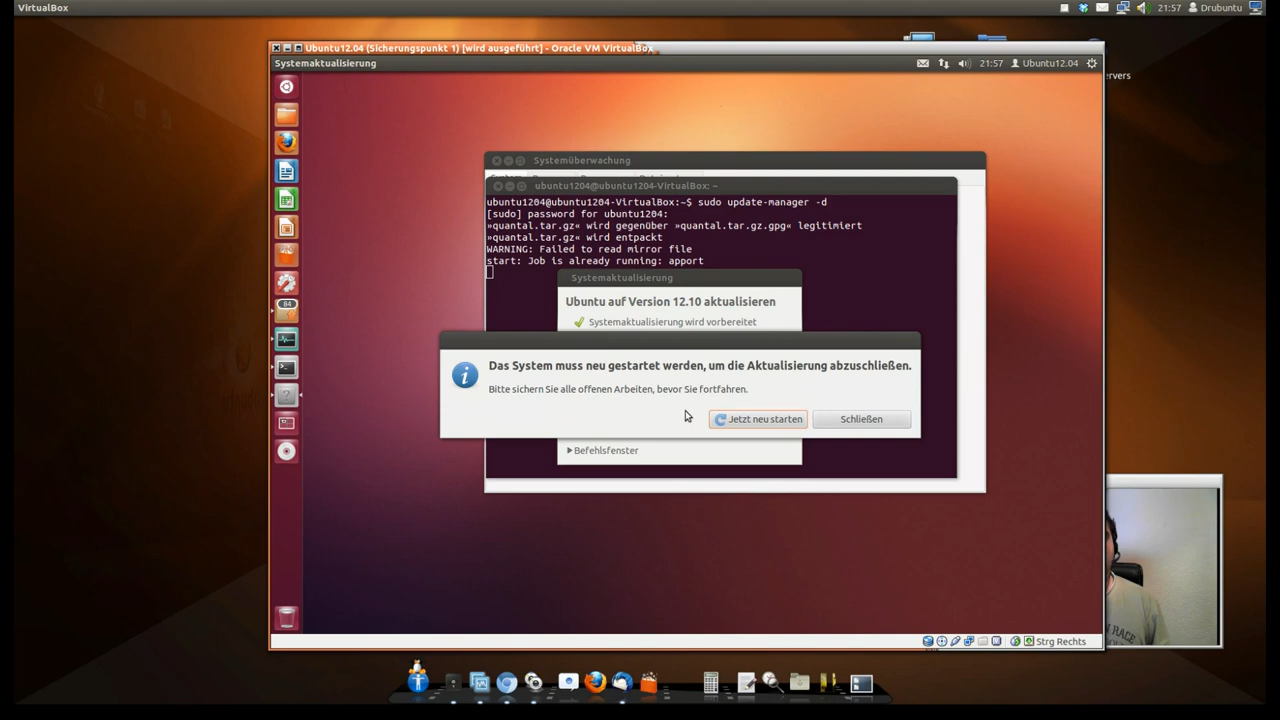 VirtualBox
21:57 Drubuntu
Ubuntu12.04 (Sicherungspunkt 1) [wird ausgeführt] - Oracle VM VirtualBox
Systemaktualisierung
21:57 Ubuntu12.04
ervers
Systemüberwachung
ubuntu1204@ubuntu1204-VirtualBox: ~
ubuntu1204@ubuntu1204-VirtualBox:~$ sudo update-manager -d
[sudo] password for ubuntu1204:
»quantal.tar.gz« wird gegenüber »quantal.tar.gz.gpg« legitimiert
»quantal.tar.gz« wird entpackt
WARNING: Failed to read mirror file
start: Job is already running: apport
Systemaktualisierung
Ubuntu auf Version 12.10 aktualisieren
Systemaktualisierung wird vorbereitet
84
Das System muss neu gestartet werden, um die Aktualisierung abzuschließen.
Bitte sichern Sie alle offenen Arbeiten, bevor Sie fortfahren.
Jetzt neu starten
Schließen
Befehlsfenster
RACE
Strg Rechts